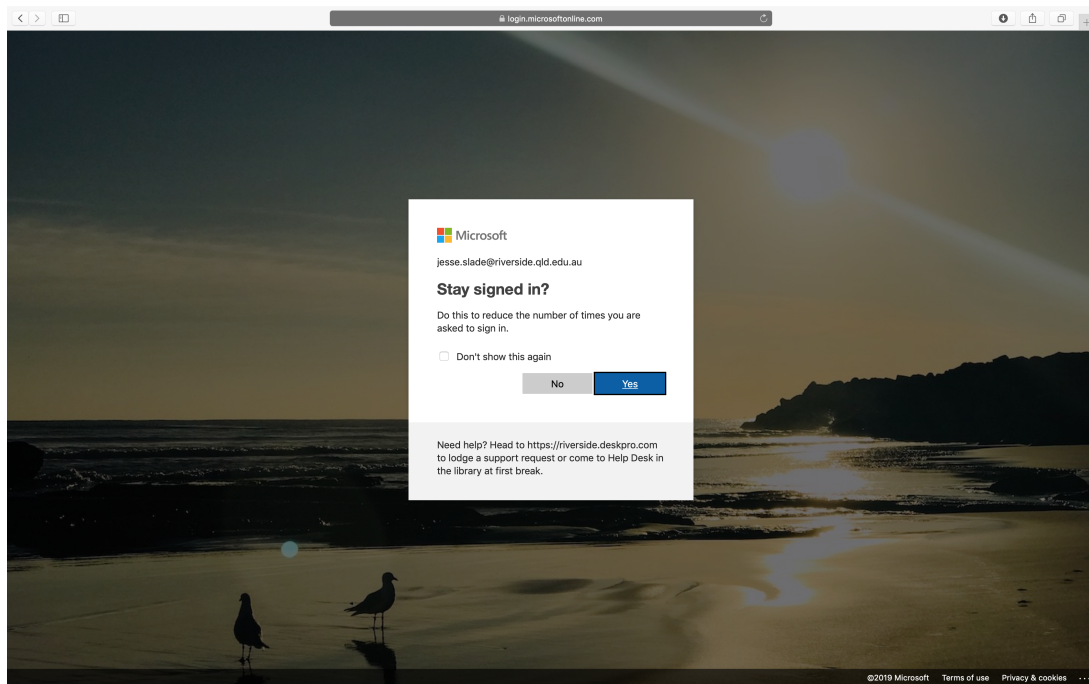 login.microsoftonline.com
Microsoft
jesse.slade@riverside.qld.edu.au
Stay signed in?
Do this to reduce the number of times you are
asked to sign in.
Don't show this again
No
Yes
Need help? Head to https://riverside.deskpro.com
to lodge a support request or come to Help Desk in
the library at first break.
©2019 Microsoft Terms of use Privacy & cookies ...